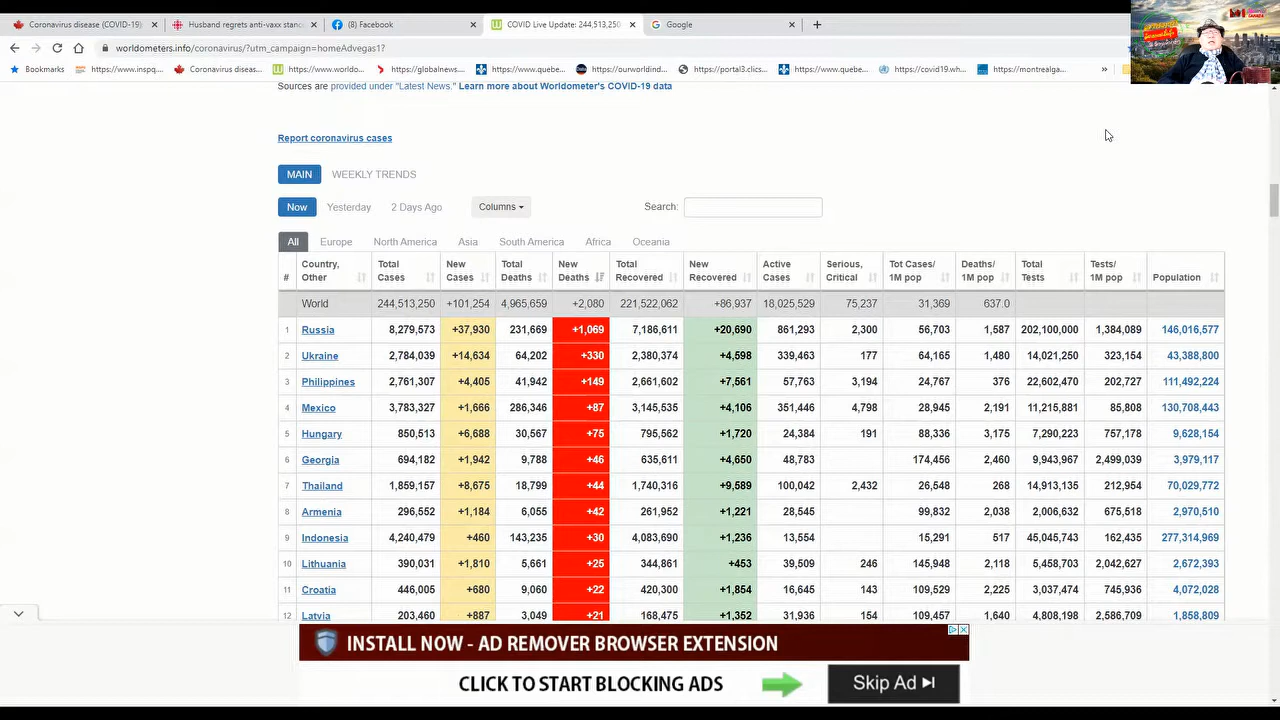 Coronavirus disease (COVID-19)
Husband regrets anti-vaxx stanc
(8) Facebook
COVID Live Update: 244,513,250
Google
worldometers.info/coronavirus/?utm_campaign=homeAdvegas1?
Bookmarks https://www.inspq... Coronavirus diseas... https://www.worldo... https://globalnews... https://www.quebe... https://ourworldind... https://portal3.clics... https://www.quebe... https://covid19.wh... https://montrealga...
Sources are provided under "Latest News." Learn more about Worldometer's COVID-19 data
Report coronavirus cases
MAIN WEEKLY TRENDS
Now Yesterday 2 Days Ago Columns Search:
All Europe North America Asia South America Africa Oceania
# Country, Other Total Cases New Cases Total Deaths New Deaths Total Recovered New Recovered Active Cases Serious, Critical Tot Cases/ 1M pop Deaths/ 1M pop Total Tests Tests/ 1M pop Population
World 244,513,250 +101,254 4,965,659 +2,080 221,522,062 +86,937 18,025,529 75,237 31,369 637.0
1 Russia 8,279,573 +37,930 231,669 +1,069 7,186,611 +20,690 861,293 2,300 56,703 1,587 202,100,000 1,384,089 146,016,577
2 Ukraine 2,784,039 +14,634 64,202 +330 2,380,374 +4,598 339,463 177 64,165 1,480 14,021,250 323,154 43,388,800
3 Philippines 2,761,307 +4,405 41,942 +149 2,661,602 +7,561 57,763 3,194 24,767 376 22,602,470 202,727 111,492,224
4 Mexico 3,783,327 +1,666 286,346 +87 3,145,535 +4,106 351,446 4,798 28,945 2,191 11,215,881 85,808 130,708,443
5 Hungary 850,513 +6,688 30,567 +75 795,562 +1,720 24,384 191 88,336 3,175 7,290,223 757,178 9,628,154
6 Georgia 694,182 +1,942 9,788 +46 635,611 +4,650 48,783 174,456 2,460 9,943,967 2,499,039 3,979,117
7 Thailand 1,859,157 +8,675 18,799 +44 1,740,316 +9,589 100,042 2,432 26,548 268 14,913,135 212,954 70,029,772
8 Armenia 296,552 +1,184 6,055 +42 261,952 +1,221 28,545 99,832 2,038 2,006,632 675,518 2,970,510
9 Indonesia 4,240,479 +460 143,235 +30 4,083,690 +1,236 13,554 15,291 517 45,045,743 162,435 277,314,969
10 Lithuania 390,031 +1,810 5,661 +25 344,861 +453 39,509 246 145,948 2,118 5,458,703 2,042,627 2,672,393
11 Croatia 446,005 +680 9,060 +22 420,300 +1,854 16,645 143 109,529 2,225 3,037,474 745,936 4,072,028
12 Latvia 203,460 +887 3,049 +21 168,475 +1,352 31,936 154 109,457 1,640 4,808,198 2,586,709 1,858,809
INSTALL NOW - AD REMOVER BROWSER EXTENSION
CLICK TO START BLOCKING ADS Skip Ad